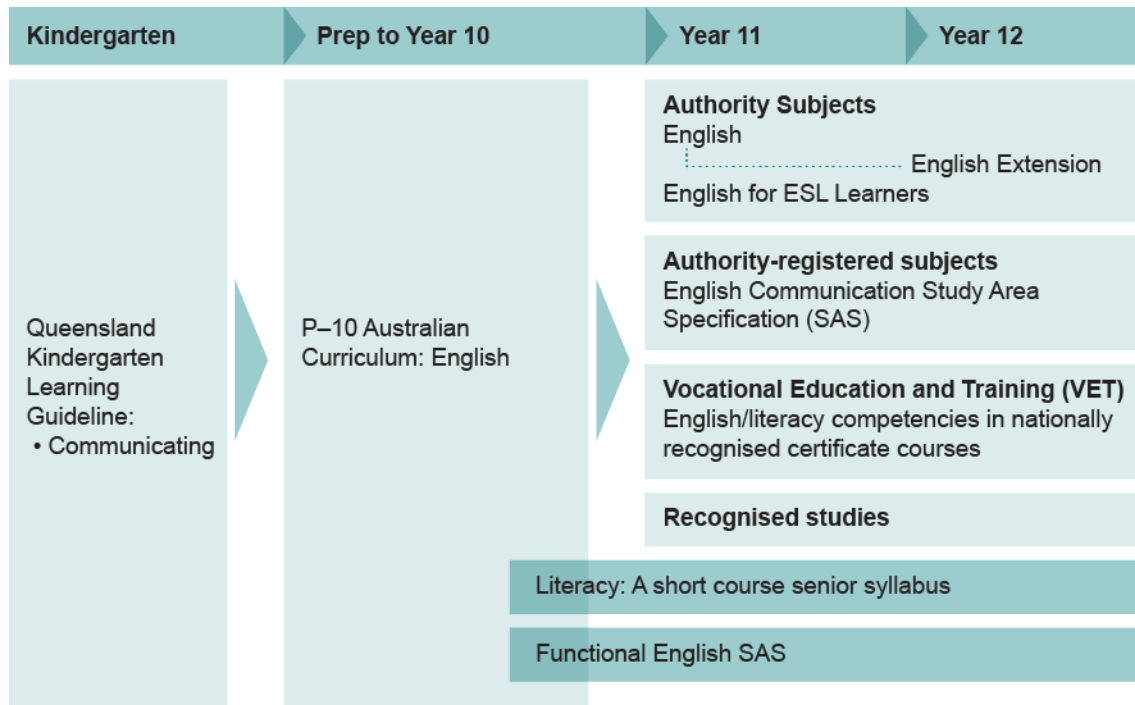 Kindergarten
Prep to Year 10
Year 11
Year 12
Queensland
Kindergarten
Learning
Guideline:
• Communicating
P–10 Australian
Curriculum: English
Authority Subjects
English
English Extension
English for ESL Learners
Authority-registered subjects
English Communication Study Area
Specification (SAS)
Vocational Education and Training (VET)
English/literacy competencies in nationally
recognised certificate courses
Recognised studies
Literacy: A short course senior syllabus
Functional English SAS